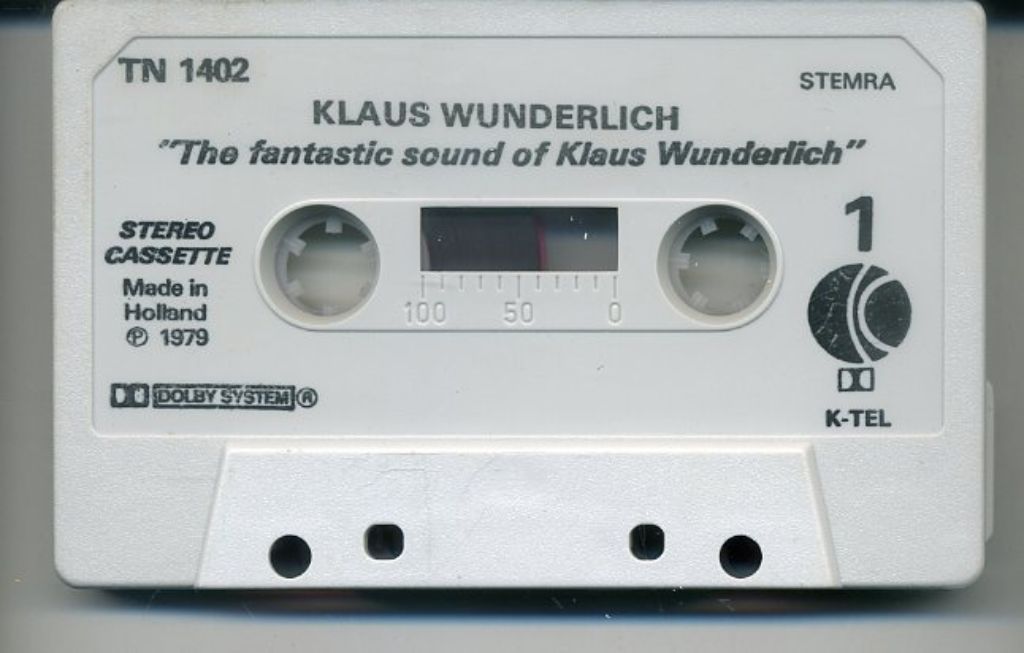 TN 1402
STEMRA
KLAUS WUNDERLICH
"The fantastic sound of Klaus Wunderlich"
STEREO
CASSETTE
Made in
Holland
℗ 1979
1
100 50 0
DOLBY SYSTEM®
K-TEL